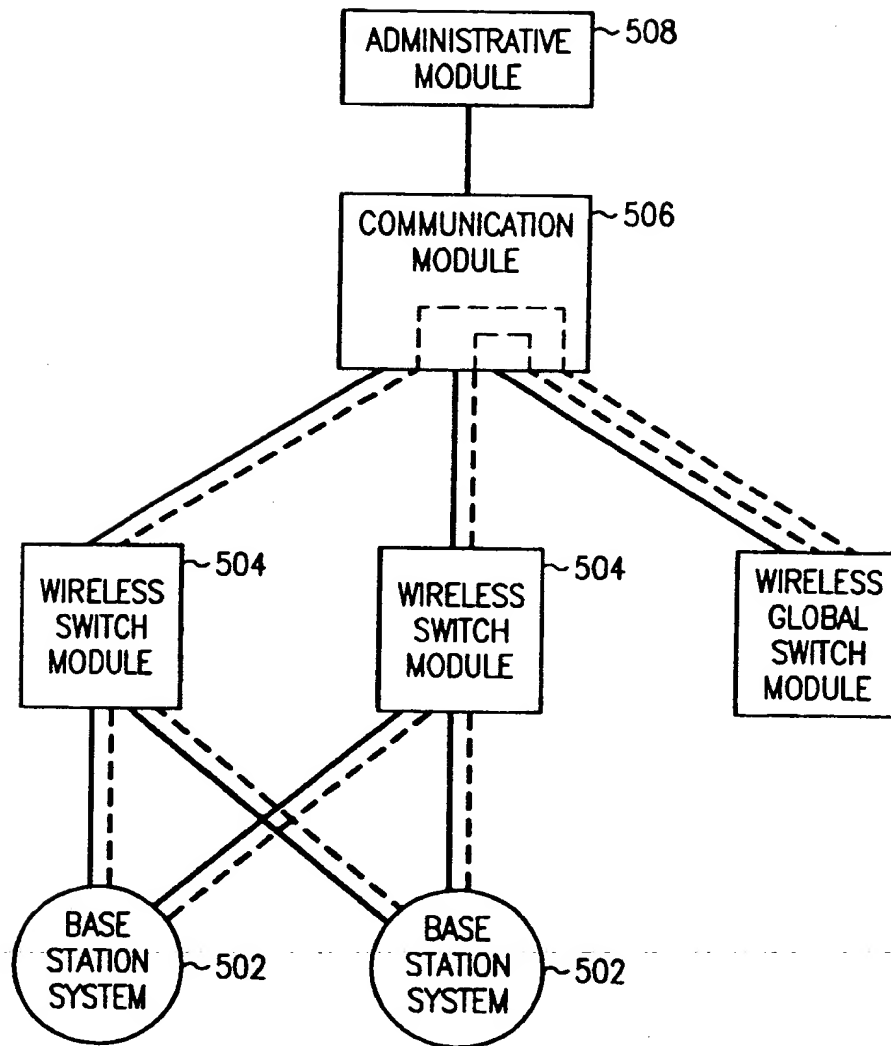 ADMINISTRATIVE
MODULE
508
COMMUNICATION
MODULE
506
WIRELESS
SWITCH
MODULE
504
WIRELESS
SWITCH
MODULE
504
WIRELESS
GLOBAL
SWITCH
MODULE
BASE
STATION
SYSTEM
502
BASE
STATION
SYSTEM
502